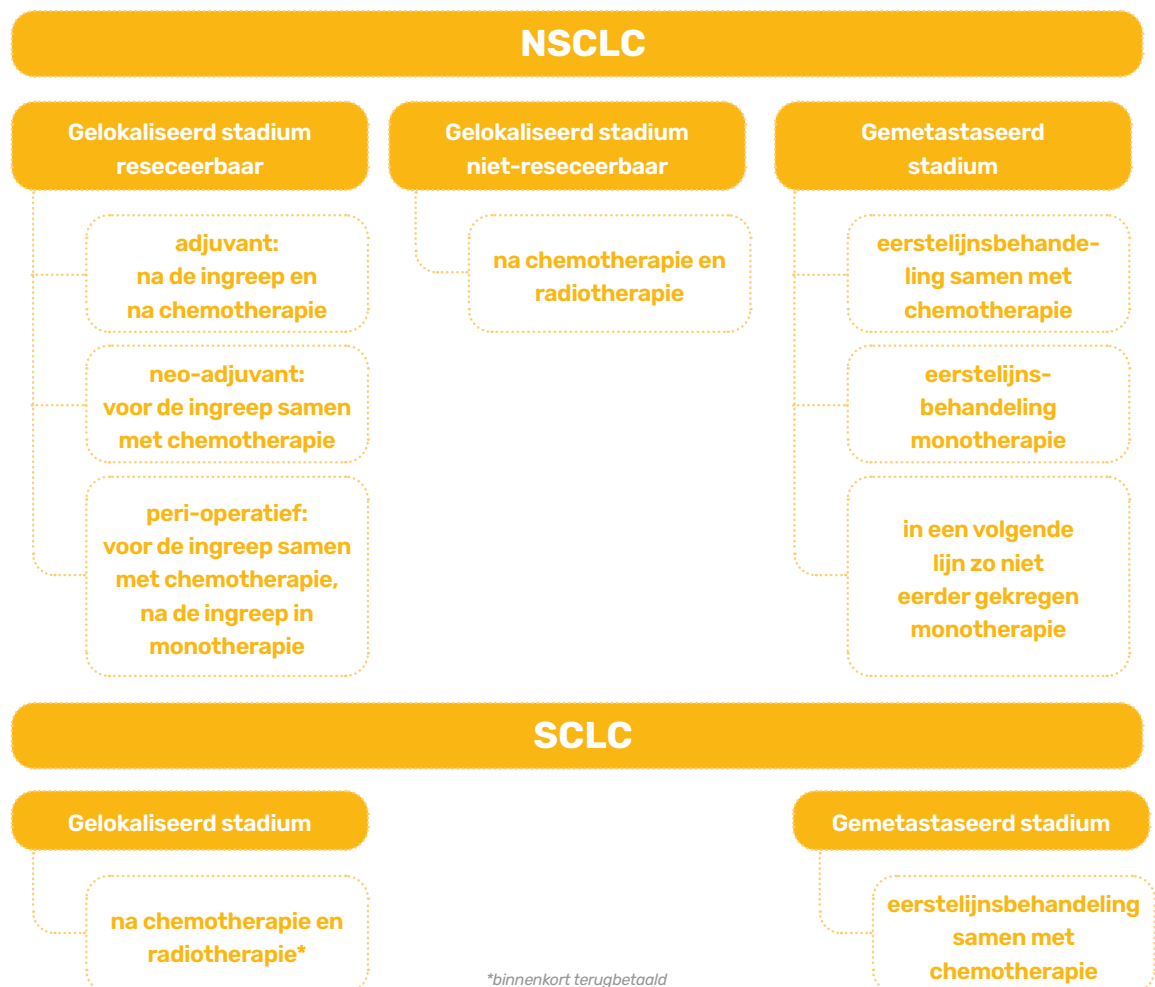 NSCLC
Gelokaliseerd stadium
reseceerbaar
adjuvant:
na de ingreep en
na chemotherapie
neo-adjuvant:
voor de ingreep samen
met chemotherapie
peri-operatief:
voor de ingreep samen
met chemotherapie,
na de ingreep in
monotherapie
Gelokaliseerd stadium
niet-reseceerbaar
na chemotherapie en
radiotherapie
Gemetastaseerd
stadium
eerstelijnsbehande-
ling samen met
chemotherapie
eerstelijns-
behandeling
monotherapie
in een volgende
lijn zo niet
eerder gekregen
monotherapie
SCLC
Gelokaliseerd stadium
na chemotherapie en
radiotherapie*
Gemetastaseerd stadium
eerstelijnsbehandeling
samen met
chemotherapie
*binnenkort terugbetaald